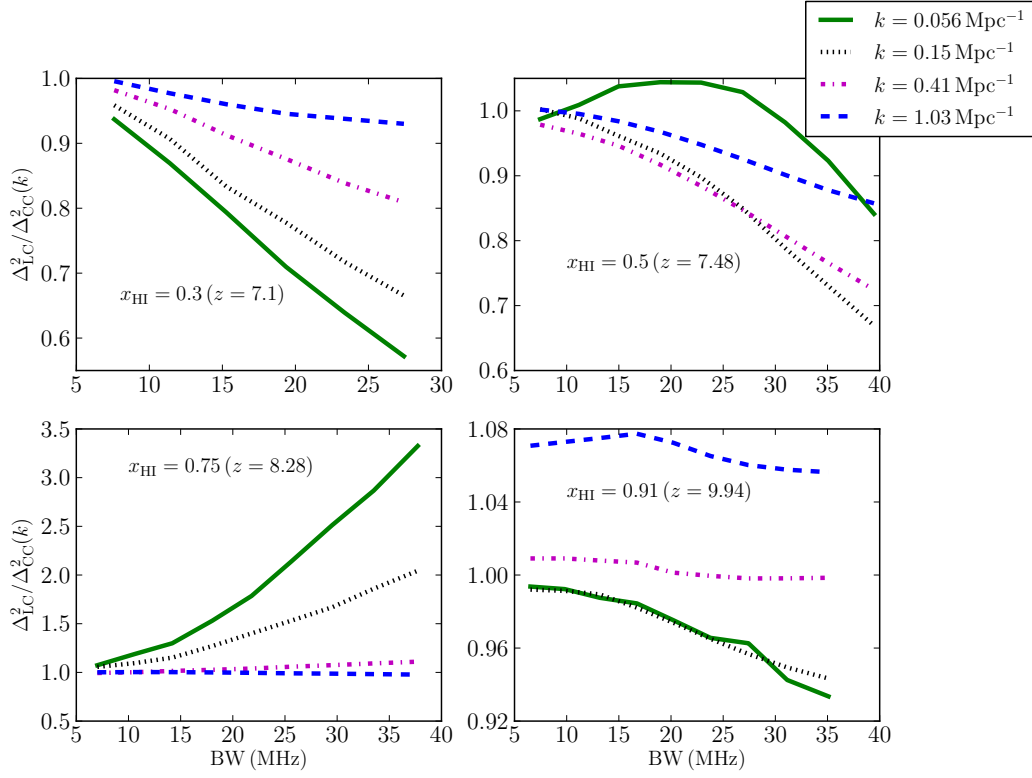 k = 0.056 Mpc⁻¹
k = 0.15 Mpc⁻¹
k = 0.41 Mpc⁻¹
k = 1.03 Mpc⁻¹
Δ²_LC/Δ²_CC(k)
1.0
0.9
0.8
0.7
0.6
x_HI = 0.3 (z = 7.1)
5 10 15 20 25 30
1.0
0.9
0.8
0.7
0.6
x_HI = 0.5 (z = 7.48)
5 10 15 20 25 30 35 40
Δ²_LC/Δ²_CC(k)
3.5
3.0
2.5
2.0
1.5
1.0
0.5
x_HI = 0.75 (z = 8.28)
5 10 15 20 25 30 35 40
BW (MHz)
1.08
1.04
1.00
0.96
0.92
x_HI = 0.91 (z = 9.94)
5 10 15 20 25 30 35 40
BW (MHz)